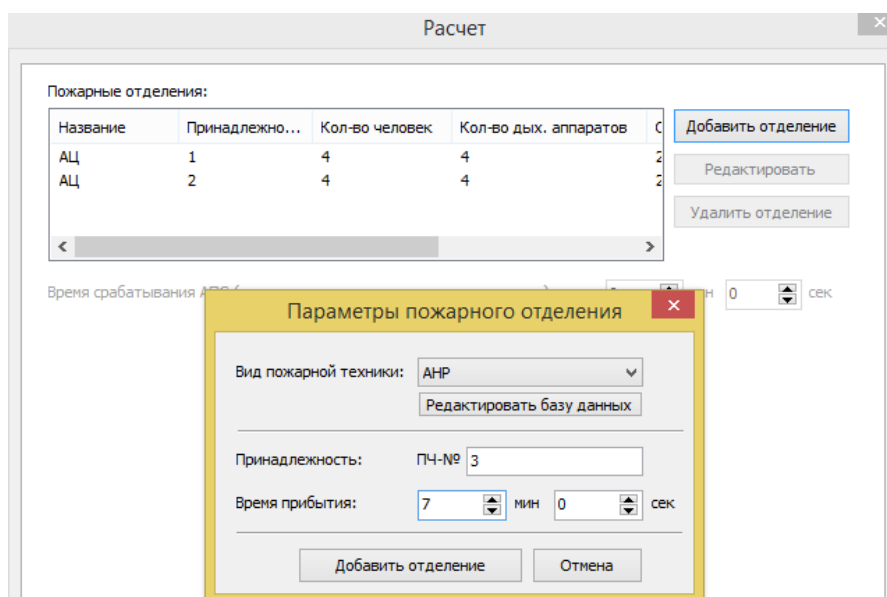 Расчет
Пожарные отделения:
Название Принадлежно... Кол-во человек Кол-во дых. аппаратов
АЦ 1 4 4 2
АЦ 2 4 4 2
Добавить отделение
Редактировать
Удалить отделение
Время срабатывания 0 сек
Параметры пожарного отделения
Вид пожарной техники: АНР
Редактировать базу данных
Принадлежность: ПЧ-№ 3
Время прибытия: 7 мин 0 сек
Добавить отделение Отмена